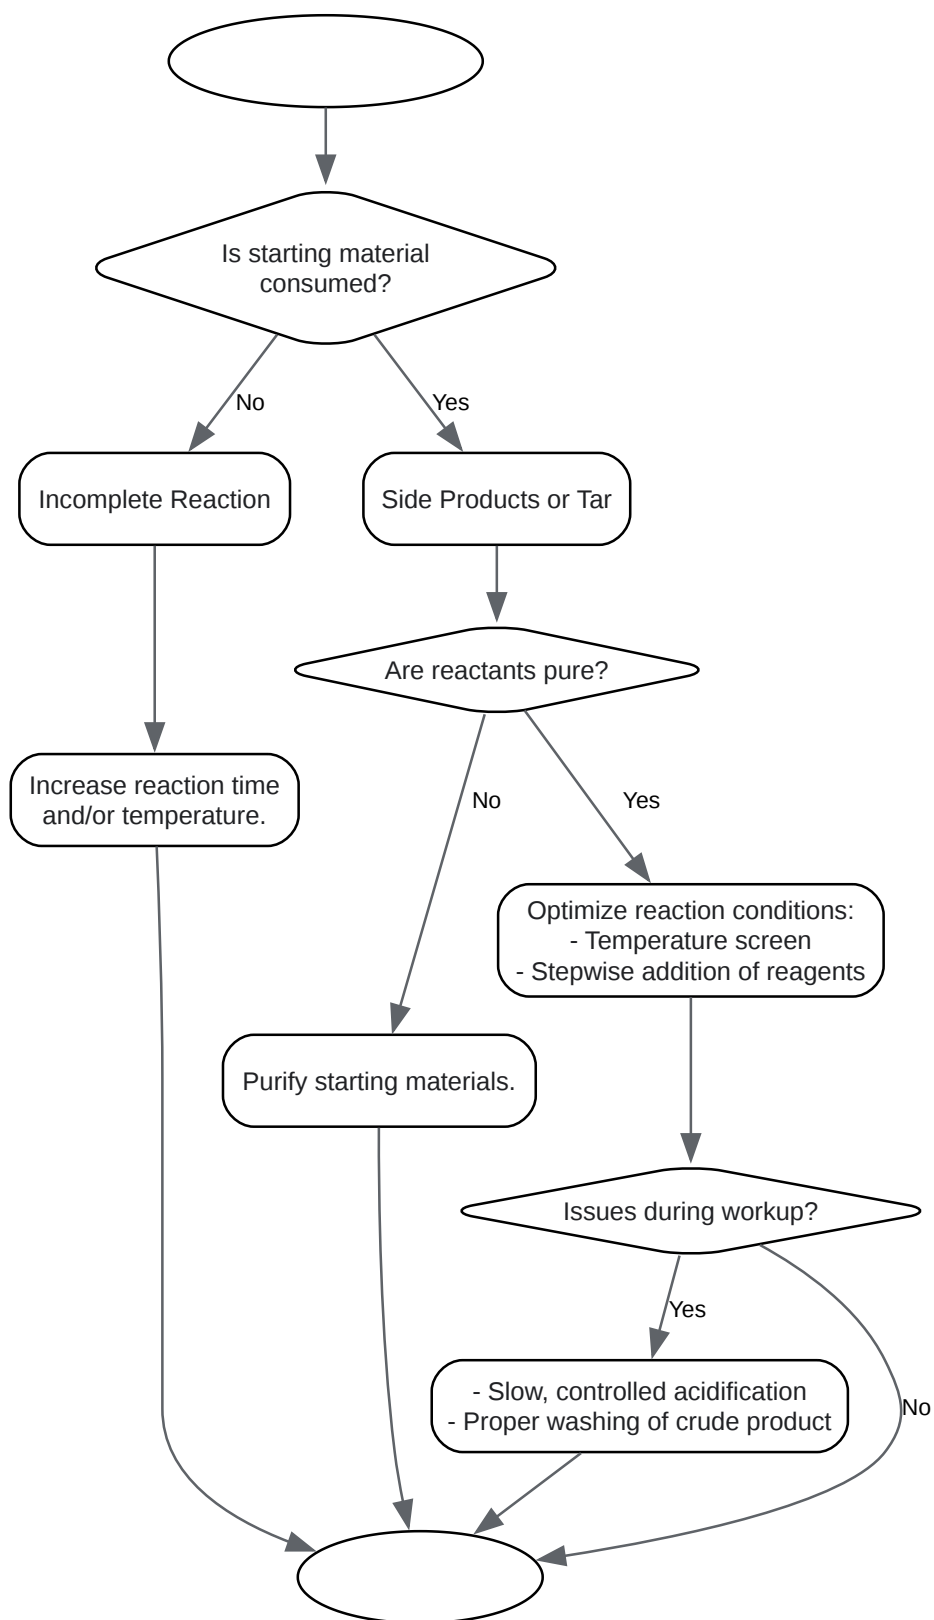 Is starting material
consumed?
No
Yes
Incomplete Reaction
Side Products or Tar
Are reactants pure?
Increase reaction time
and/or temperature.
No
Yes
Optimize reaction conditions:
- Temperature screen
- Stepwise addition of reagents
Purify starting materials.
Issues during workup?
Yes
- Slow, controlled acidification
- Proper washing of crude product
No